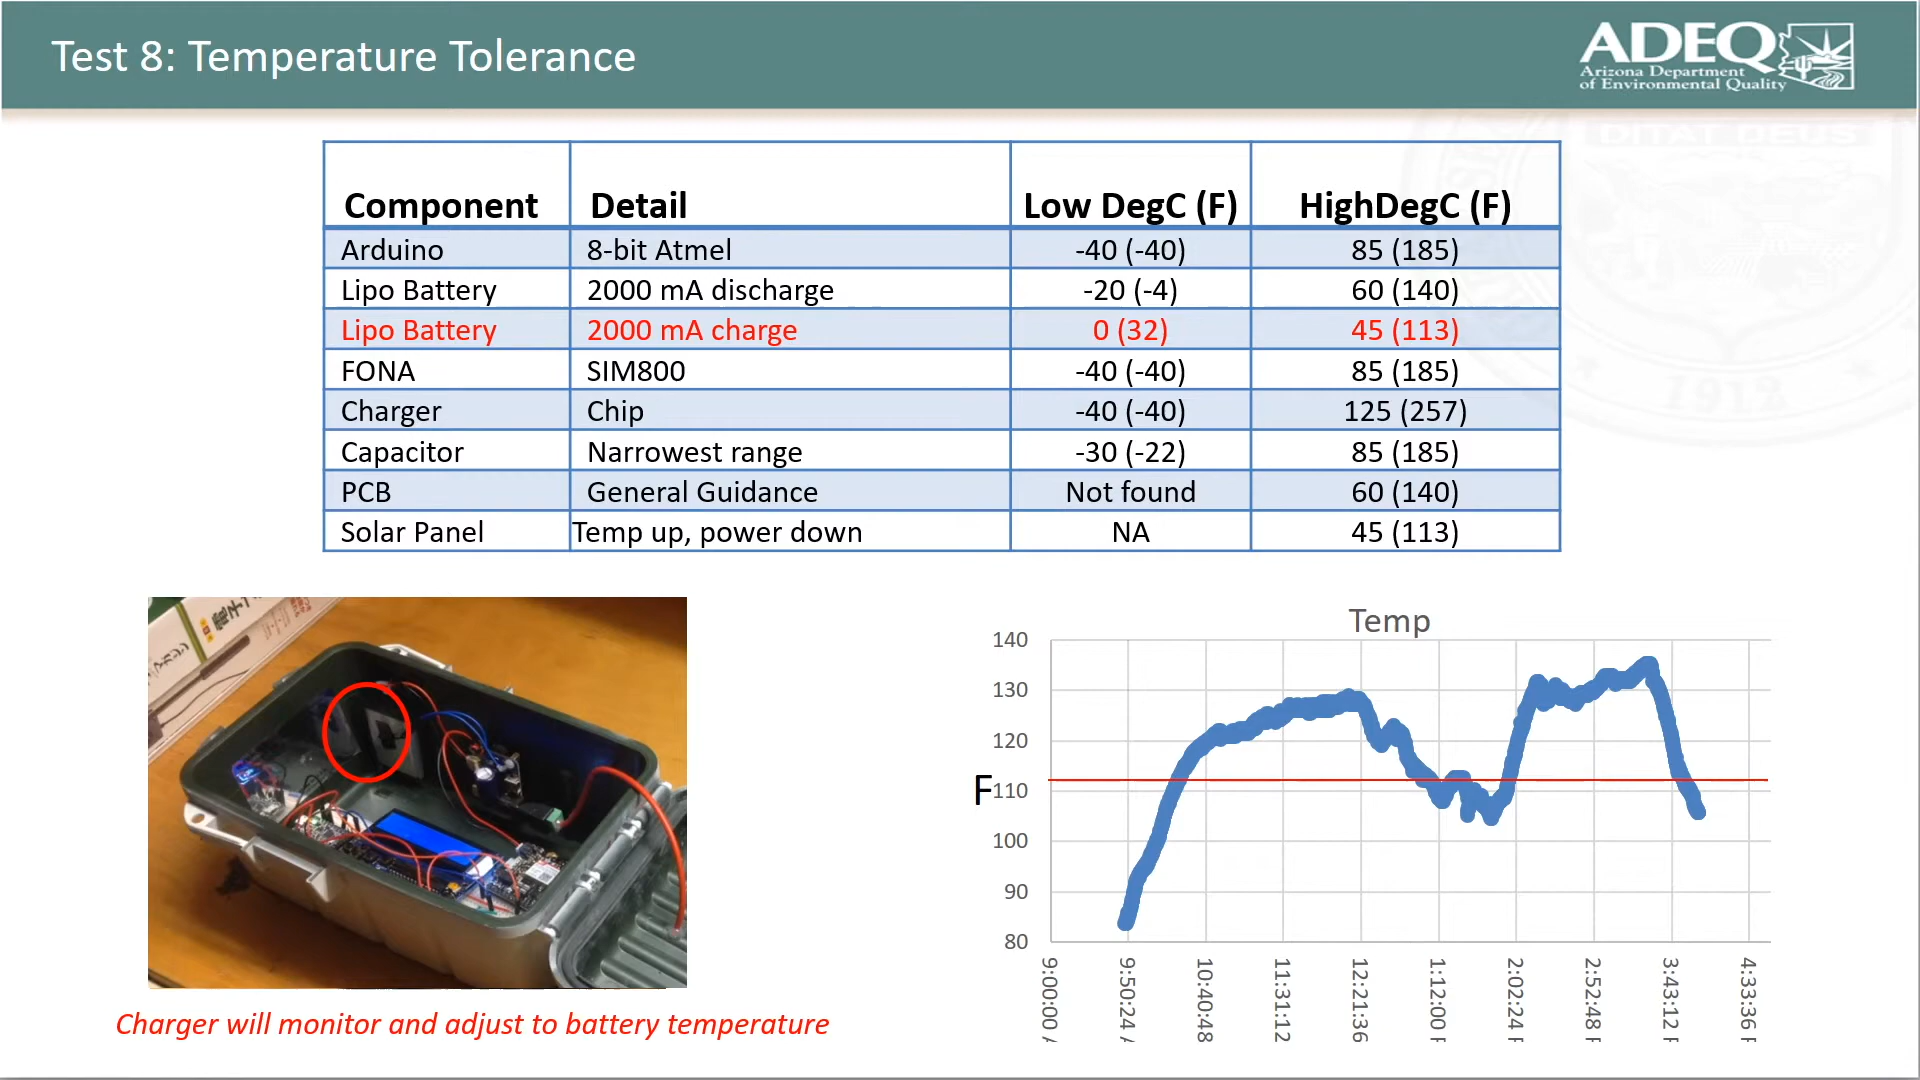 Test 8: Temperature Tolerance
ADEQ
Arizona Department
of Environmental Quality
DITAT DEUS
1912
Component Detail Low DegC (F) HighDegC (F)
Arduino 8-bit Atmel -40 (-40) 85 (185)
Lipo Battery 2000 mA discharge -20 (-4) 60 (140)
Lipo Battery 2000 mA charge 0 (32) 45 (113)
FONA SIM800 -40 (-40) 85 (185)
Charger Chip -40 (-40) 125 (257)
Capacitor Narrowest range -30 (-22) 85 (185)
PCB General Guidance Not found 60 (140)
Solar Panel Temp up, power down NA 45 (113)
Charger will monitor and adjust to battery temperature
Temp
F
140
130
120
110
100
90
80
9:00:00
9:50:24
10:40:48
11:31:12
12:21:36
1:12:00
2:02:24
2:52:48
3:43:12
4:33:36